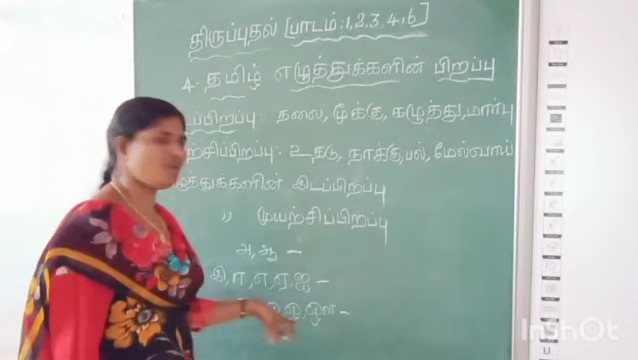 திருப்புதல் [பாடம்:1,2,3,4,6]
4. தமிழ் எழுத்துக்களின் பிறப்பு
ப்பிறப்பு: தலை, மூக்கு, கழுத்து, மார்பு
ற்சிப்பிறப்பு: உதடு, நாக்கு, பல், மேல்வாய்
ழுத்துக்களின் இடப்பிறப்பு
" முயற்சிப்பிறப்பு
அ, ஆ -
இ, ஈ, எ, ஏ, ஐ -
ஓ, ஔ -
InShOt